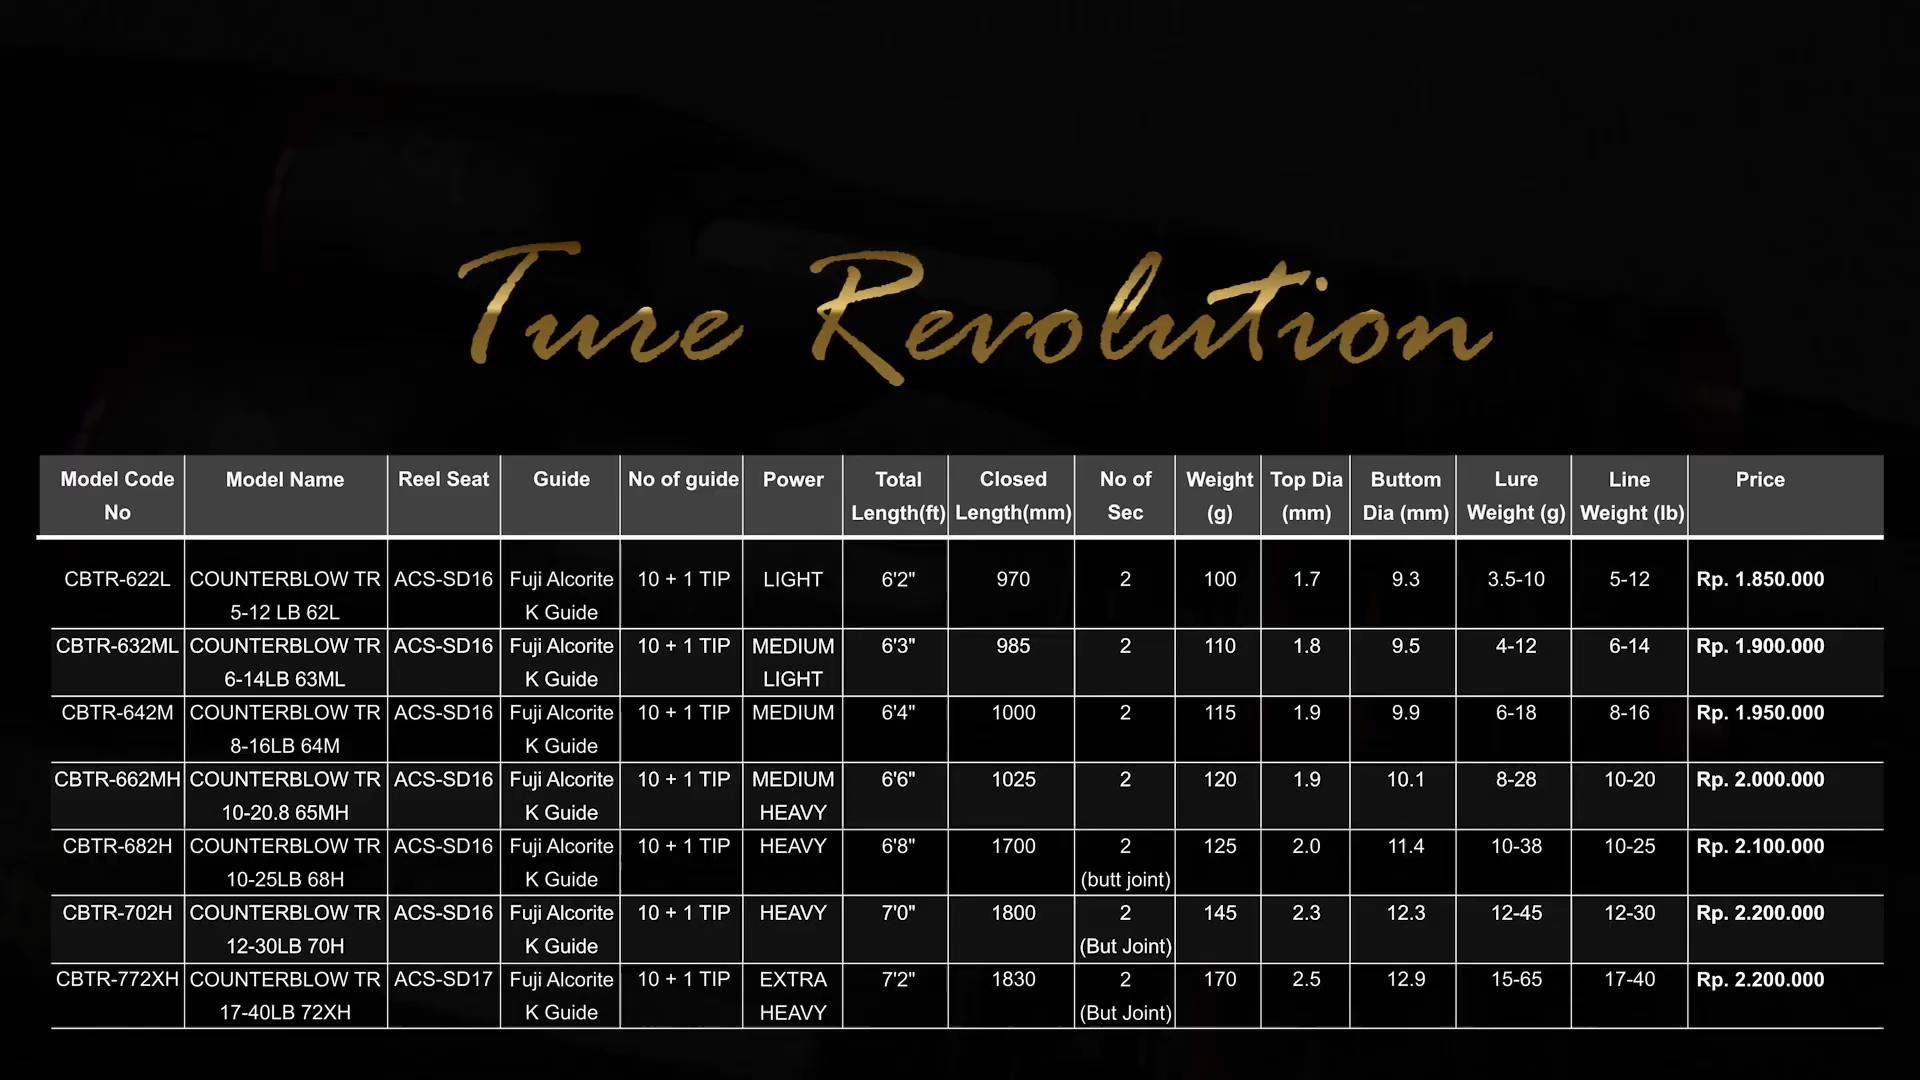 Ture Revolution
Model Code Model Name Reel Seat Guide No of guide Power Total Closed No of Weight Top Dia Buttom Lure Line Price
No Length(ft) Length(mm) Sec (g) (mm) Dia (mm) Weight (g) Weight (lb)
CBTR-622L COUNTERBLOW TR ACS-SD16 Fuji Alcorite 10 + 1 TIP LIGHT 6'2" 970 2 100 1.7 9.3 3.5-10 5-12 Rp. 1.850.000
5-12 LB 62L K Guide
CBTR-632ML COUNTERBLOW TR ACS-SD16 Fuji Alcorite 10 + 1 TIP MEDIUM 6'3" 985 2 110 1.8 9.5 4-12 6-14 Rp. 1.900.000
6-14LB 63ML K Guide LIGHT
CBTR-642M COUNTERBLOW TR ACS-SD16 Fuji Alcorite 10 + 1 TIP MEDIUM 6'4" 1000 2 115 1.9 9.9 6-18 8-16 Rp. 1.950.000
8-16LB 64M K Guide
CBTR-662MH COUNTERBLOW TR ACS-SD16 Fuji Alcorite 10 + 1 TIP MEDIUM 6'6" 1025 2 120 1.9 10.1 8-28 10-20 Rp. 2.000.000
10-20.8 65MH K Guide HEAVY
CBTR-682H COUNTERBLOW TR ACS-SD16 Fuji Alcorite 10 + 1 TIP HEAVY 6'8" 1700 2 125 2.0 11.4 10-38 10-25 Rp. 2.100.000
10-25LB 68H K Guide (butt joint)
CBTR-702H COUNTERBLOW TR ACS-SD16 Fuji Alcorite 10 + 1 TIP HEAVY 7'0" 1800 2 145 2.3 12.3 12-45 12-30 Rp. 2.200.000
12-30LB 70H K Guide (But Joint)
CBTR-772XH COUNTERBLOW TR ACS-SD17 Fuji Alcorite 10 + 1 TIP EXTRA 7'2" 1830 2 170 2.5 12.9 15-65 17-40 Rp. 2.200.000
17-40LB 72XH K Guide HEAVY (But Joint)